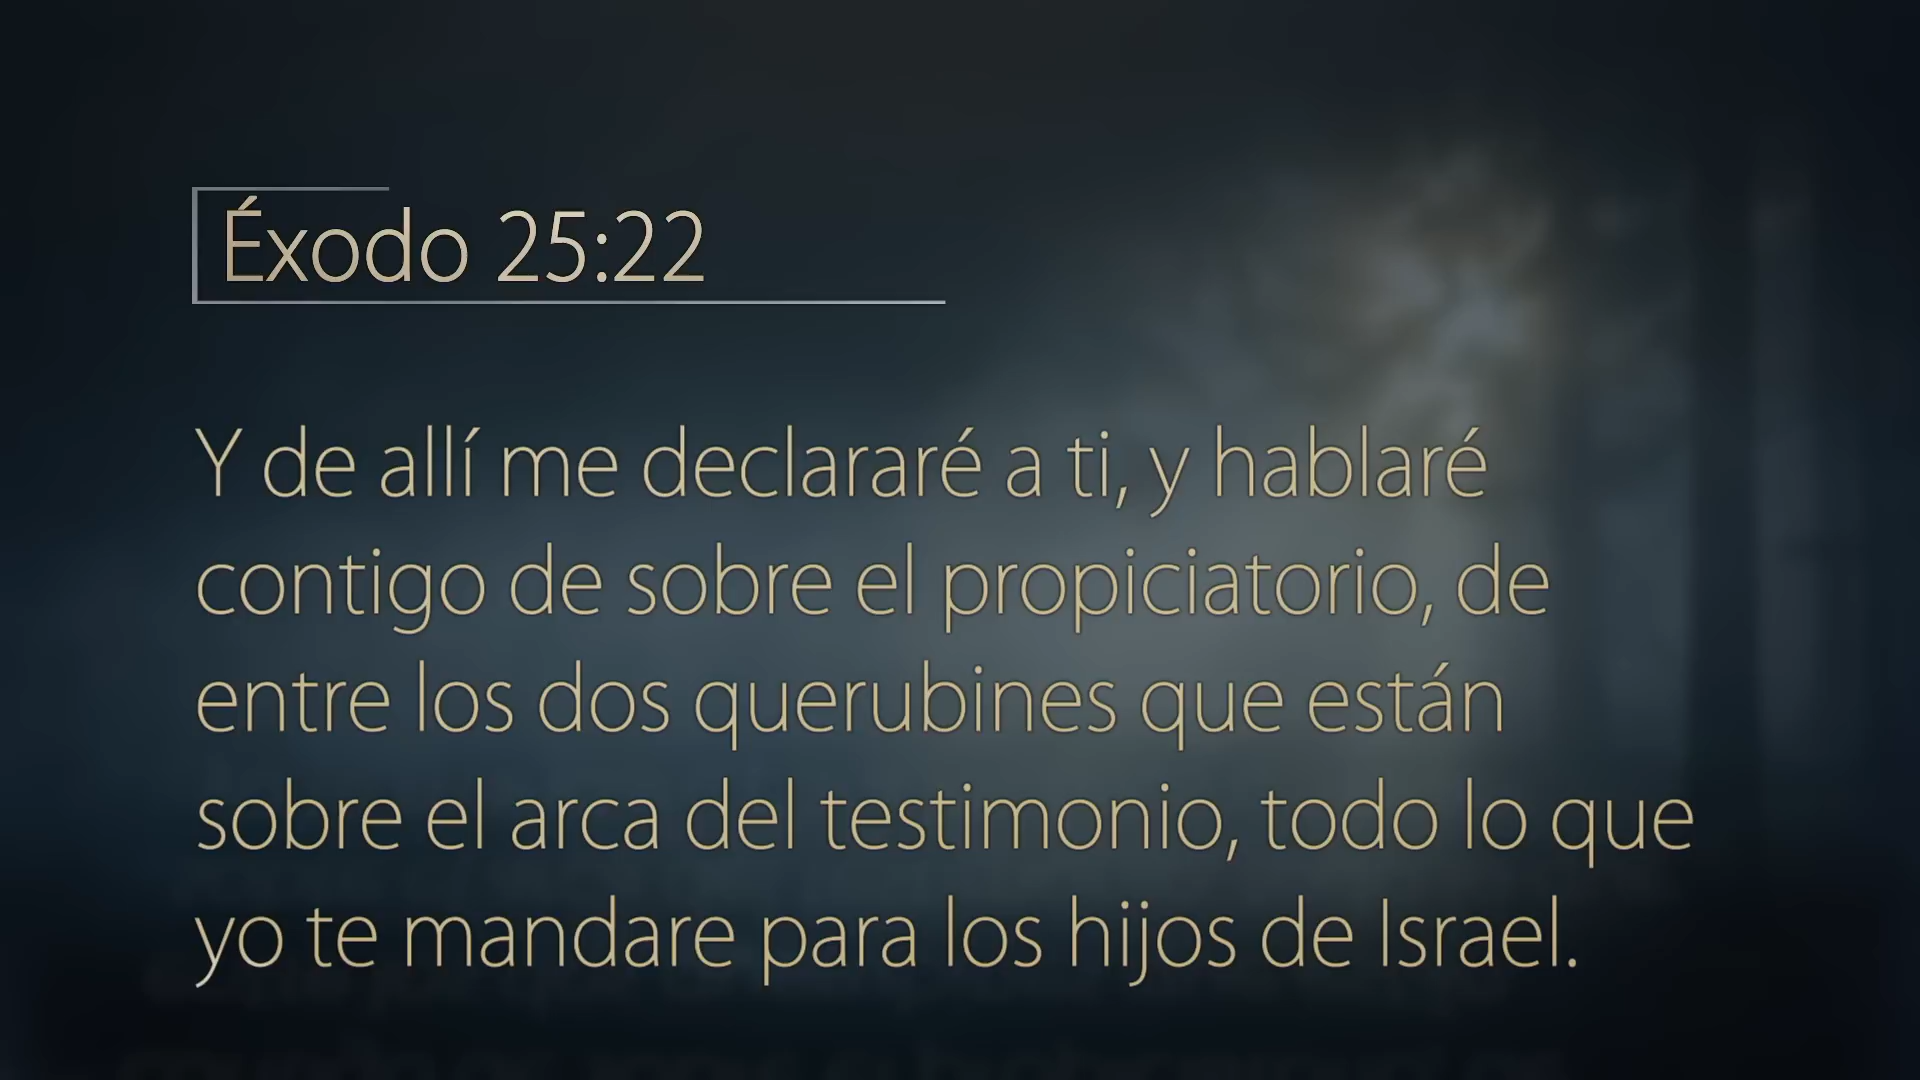 Éxodo 25:22
Y de allí me declararé a ti, y hablaré
contigo de sobre el propiciatorio, de
entre los dos querubines que están
sobre el arca del testimonio, todo lo que
yo te mandare para los hijos de Israel.